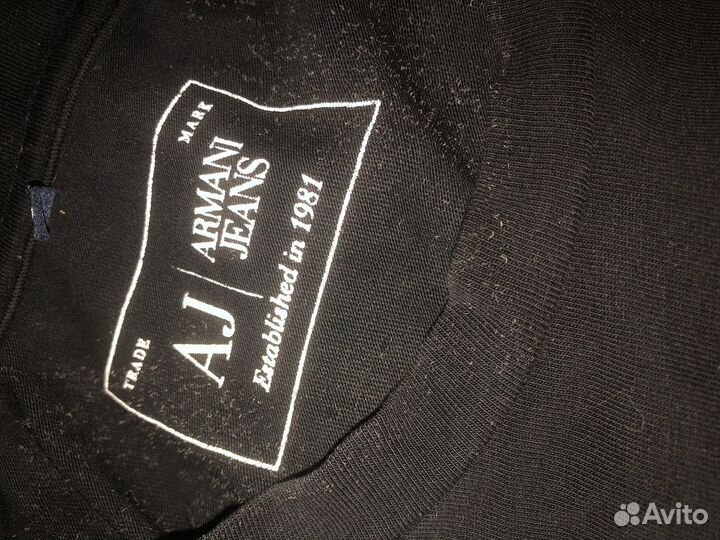 TRADE MARK
AJ | ARMANI
JEANS
Established in 1981
Avito